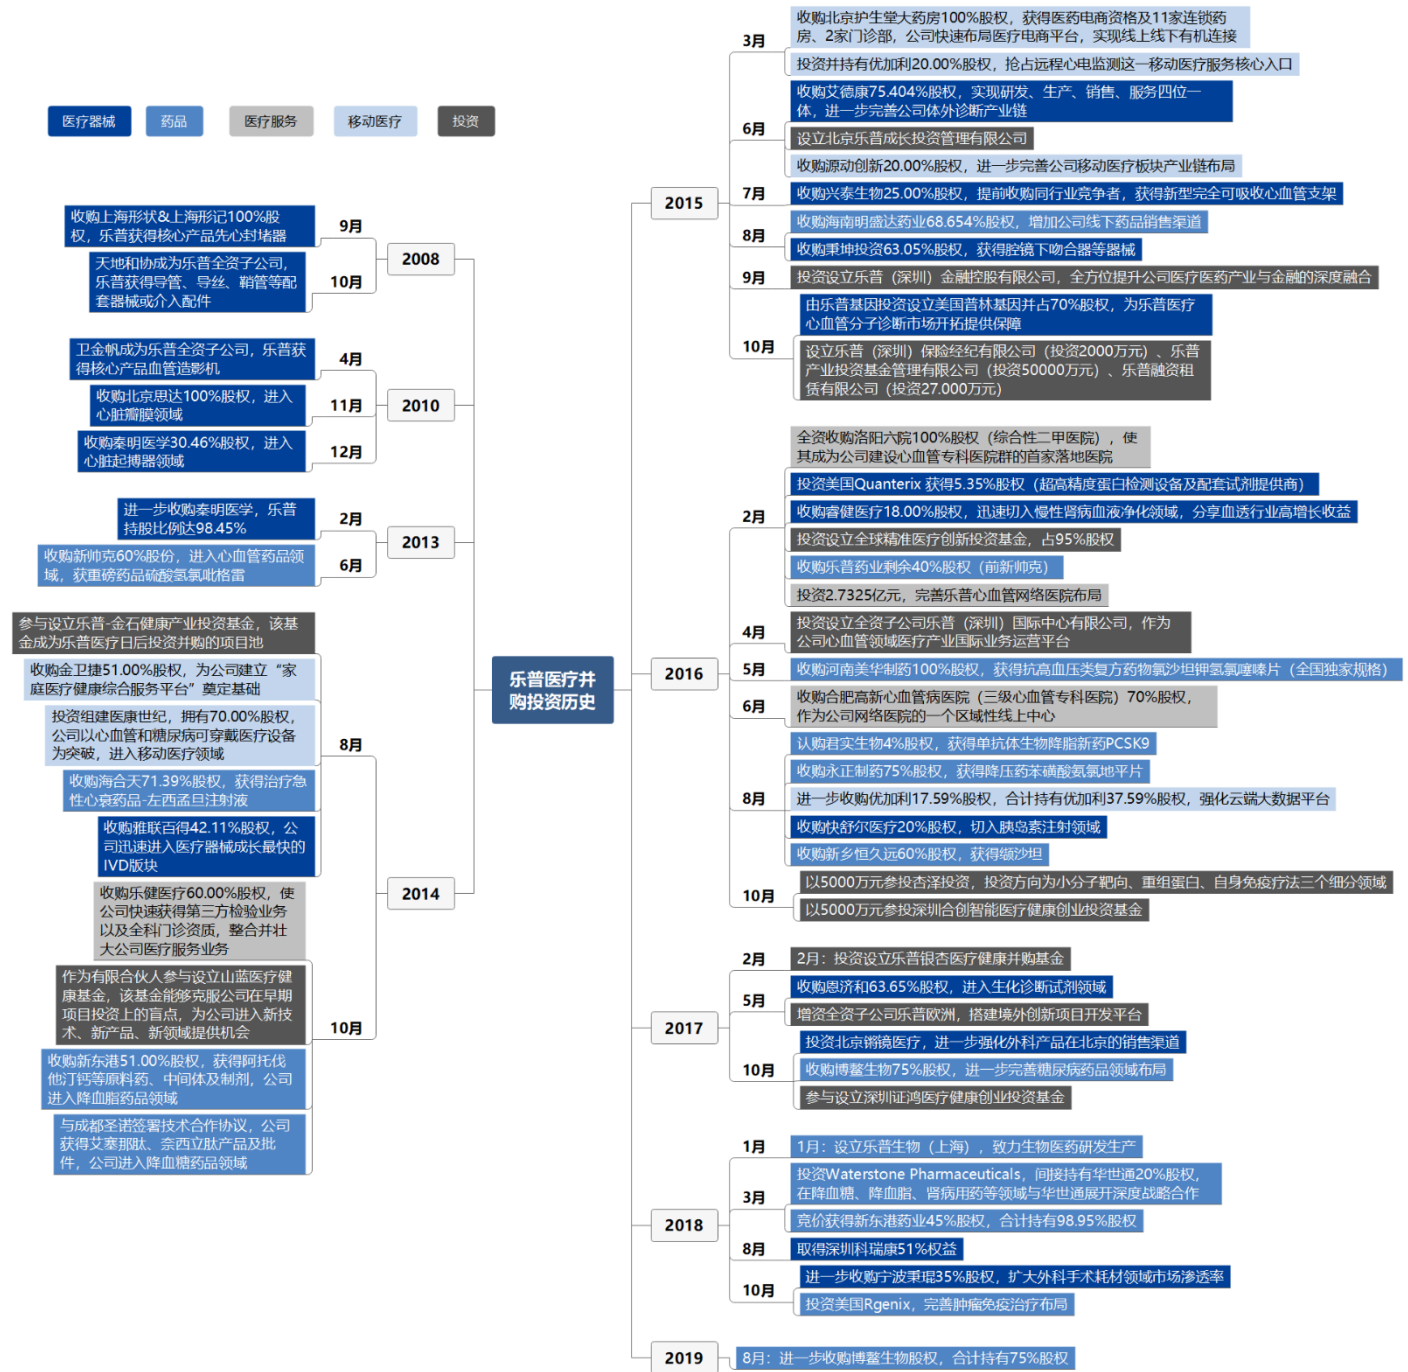 医疗器械
药品
医疗服务
移动医疗
投资
乐普医疗并
购投资历史
2008
9月
收购上海形状&上海形记100%股
权，乐普获得核心产品先心封堵器
10月
天地和协成为乐普全资子公司，
乐普获得导管、导丝、鞘管等配
套器械或介入配件
2010
4月
卫金帆成为乐普全资子公司，乐普获
得核心产品血管造影机
11月
收购北京思达100%股权，进入
心脏瓣膜领域
12月
收购秦明医学30.46%股权，进入
心脏起搏器领域
2013
2月
进一步收购秦明医学，乐普
持股比例达98.45%
6月
收购新帅克60%股份，进入心血管药品领
域，获重磅药品硫酸氢氯吡格雷
2014
8月
参与设立乐普-金石健康产业投资基金，该基
金成为乐普医疗日后投资并购的项目池
收购金卫捷51.00%股权，为公司建立“家
庭医疗健康综合服务平台”奠定基础
投资组建医康世纪，拥有70.00%股权，
公司以心血管和糖尿病可穿戴医疗设备
为突破，进入移动医疗领域
收购海合天71.39%股权，获得治疗急
性心衰药品-左西孟旦注射液
收购雅联百得42.11%股权，公
司迅速进入医疗器械成长最快的
IVD版块
10月
收购乐健医疗60.00%股权，使
公司快速获得第三方检验业务
以及全科门诊资质，整合并壮
大公司医疗服务业务
作为有限合伙人参与设立山蓝医疗健
康基金，该基金能够克服公司在早期
项目投资上的盲点，为公司进入新技
术、新产品、新领域提供机会
收购新东港51.00%股权，获得阿托伐
他汀钙等原料药、中间体及制剂，公司
进入降血脂药品领域
与成都圣诺签署技术合作协议，公司
获得艾塞那肽、奈西立肽产品及批
件，公司进入降血糖药品领域
2015
3月
收购北京护生堂大药房100%股权，获得医药电商资格及11家连锁药
房、2家门诊部，公司快速布局医疗电商平台，实现线上线下有机连接
投资并持有优加利20.00%股权，抢占远程心电监测这一移动医疗服务核心入口
6月
收购艾德康75.404%股权，实现研发、生产、销售、服务四位一
体，进一步完善公司体外诊断产业链
设立北京乐普成长投资管理有限公司
收购源动创新20.00%股权，进一步完善公司移动医疗板块产业链布局
7月
收购兴泰生物25.00%股权，提前收购同行业竞争者，获得新型完全可吸收心血管支架
8月
收购海南明盛达药业68.654%股权，增加公司线下药品销售渠道
收购秉坤投资63.05%股权，获得腔镜下吻合器等器械
9月
投资设立乐普（深圳）金融控股有限公司，全方位提升公司医疗医药产业与金融的深度融合
10月
由乐普基因投资设立美国普林基因并占70%股权，为乐普医疗
心血管分子诊断市场开拓提供保障
设立乐普（深圳）保险经纪有限公司（投资2000万元）、乐普
产业投资基金管理有限公司（投资50000万元）、乐普融资租
赁有限公司（投资27.000万元）
2016
2月
全资收购洛阳六院100%股权（综合性二甲医院），使
其成为公司建设心血管专科医院群的首家落地医院
投资美国Quanterix 获得5.35%股权（超高精度蛋白检测设备及配套试剂提供商）
收购睿健医疗18.00%股权，迅速切入慢性肾病血液净化领域，分享血透行业高增长收益
投资设立全球精准医疗创新投资基金，占95%股权
收购乐普药业剩余40%股权（前新帅克）
投资2.7325亿元，完善乐普心血管网络医院布局
4月
投资设立全资子公司乐普（深圳）国际中心有限公司，作为
公司心血管领域医疗产业国际业务运营平台
5月
收购河南美华制药100%股权，获得抗高血压类复方药物氯沙坦钾氢氯噻嗪片（全国独家规格）
6月
收购合肥高新心血管病医院（三级心血管专科医院）70%股权，
作为公司网络医院的一个区域性线上中心
8月
认购君实生物4%股权，获得单抗体生物降脂新药PCSK9
收购永正制药75%股权，获得降压药苯磺酸氨氯地平片
进一步收购优加利17.59%股权，合计持有优加利37.59%股权，强化云端大数据平台
收购快舒尔医疗20%股权，切入胰岛素注射领域
收购新乡恒久远60%股权，获得缬沙坦
10月
以5000万元参投杏泽投资，投资方向为小分子靶向、重组蛋白、自身免疫疗法三个细分领域
以5000万元参投深圳合创智能医疗健康创业投资基金
2017
2月
2月：投资设立乐普银杏医疗健康并购基金
5月
收购恩济和63.65%股权，进入生化诊断试剂领域
增资全资子公司乐普欧洲，搭建境外创新项目开发平台
10月
投资北京锵镜医疗，进一步强化外科产品在北京的销售渠道
收购博鳌生物75%股权，进一步完善糖尿病药品领域布局
参与设立深圳证鸿医疗健康创业投资基金
2018
1月
1月：设立乐普生物（上海），致力生物医药研发生产
3月
投资Waterstone Pharmaceuticals，间接持有华世通20%股权，
在降血糖、降血脂、肾病用药等领域与华世通展开深度战略合作
竞价获得新东港药业45%股权，合计持有98.95%股权
8月
取得深圳科瑞康51%权益
10月
进一步收购宁波秉琨35%股权，扩大外科手术耗材领域市场渗透率
投资美国Rgenix，完善肿瘤免疫治疗布局
2019
8月：进一步收购博鳌生物股权，合计持有75%股权